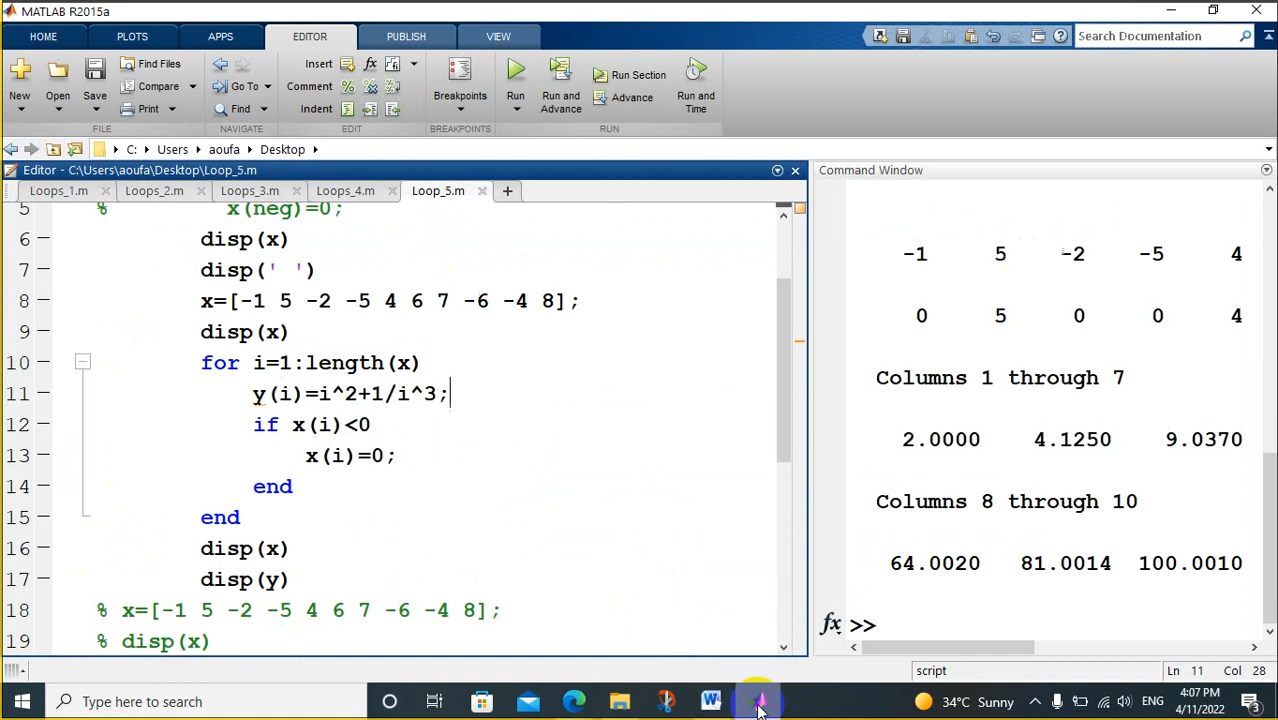 MATLAB R2015a
HOME PLOTS APPS EDITOR PUBLISH VIEW Search Documentation
New Open Save Find Files Compare Print
Go To Find
Insert fx Comment % Indent
Breakpoints Run Run and Advance Run Section Advance Run and Time
FILE NAVIGATE EDIT BREAKPOINTS RUN
C: Users aoufa Desktop
Editor - C:\Users\aoufa\Desktop\Loop_5.m
Loops_1.m Loops_2.m Loops_3.m Loops_4.m Loop_5.m
5 % x(neg)=0;
6 disp(x)
7 disp(' ')
8 x=[-1 5 -2 -5 4 6 7 -6 -4 8];
9 disp(x)
10 for i=1:length(x)
11 y(i)=i^2+1/i^3;
12 if x(i)<0
13 x(i)=0;
14 end
15 end
16 disp(x)
17 disp(y)
18 % x=[-1 5 -2 -5 4 6 7 -6 -4 8];
19 % disp(x)
Command Window
-1 5 -2 -5 4
0 5 0 0 4
Columns 1 through 7
2.0000 4.1250 9.0370
Columns 8 through 10
64.0020 81.0014 100.0010
fx >>
script Ln 11 Col 28
Type here to search
34°C Sunny ENG
4:07 PM
4/11/2022
3